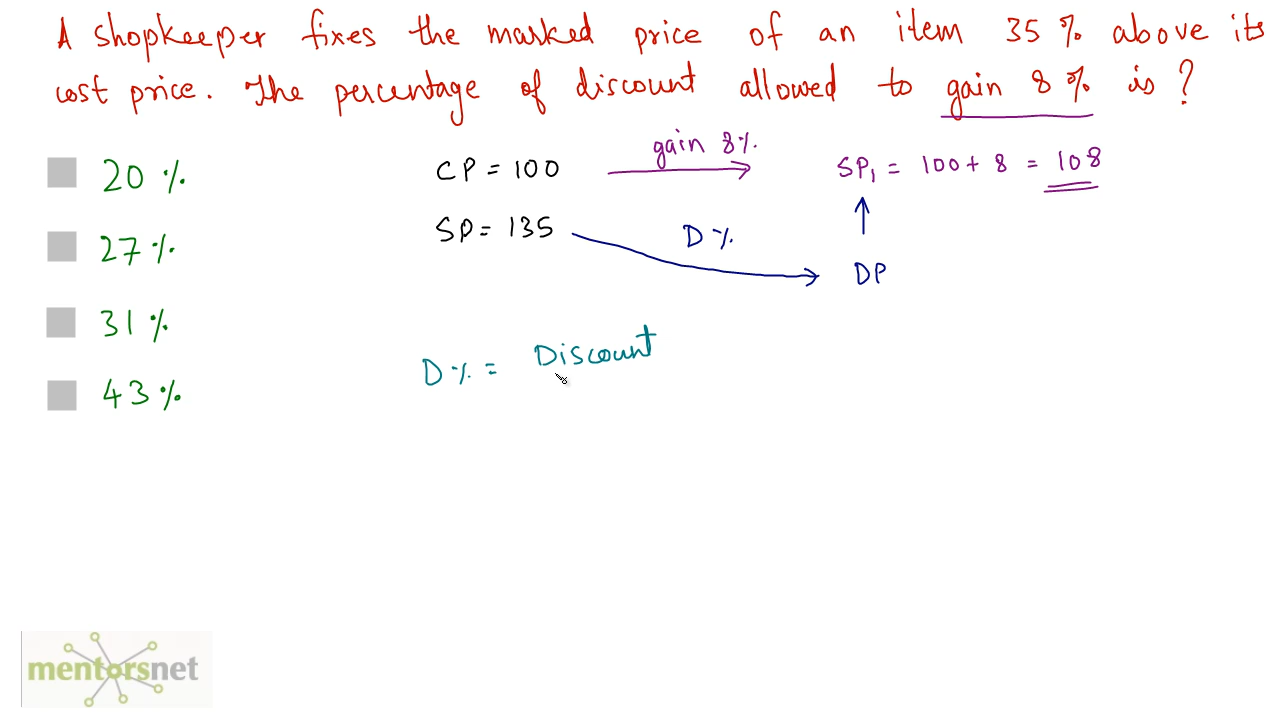 A shopkeeper fixes the marked price of an item 35 % above its
cost price. The percentage of discount allowed to gain 8 % is ?
20 %
27 %
31 %
43 %
CP = 100
gain 8 %
SP₁ = 100 + 8 = 108
SP = 135
D %
DP
D % = Discount
mentorsnet